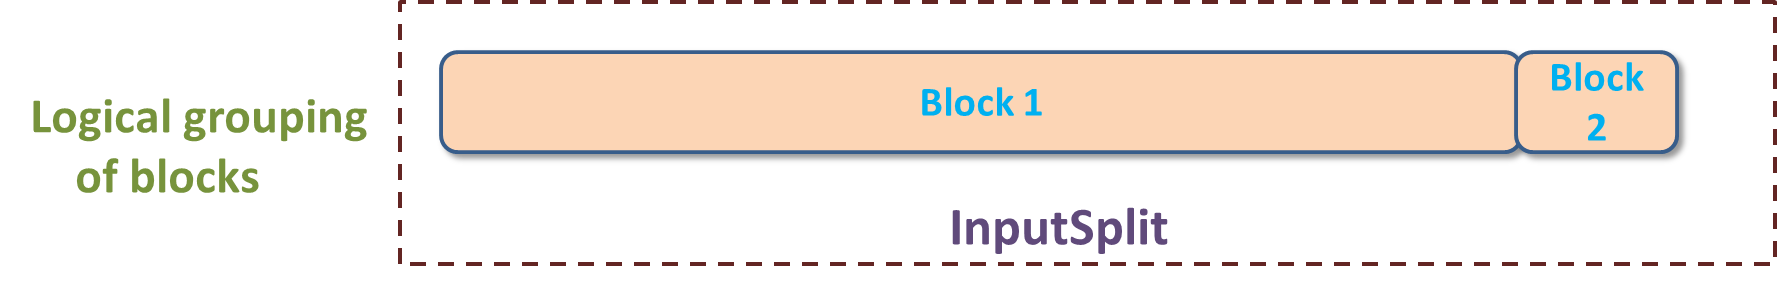 Logical grouping
of blocks
Block 1
Block
2
InputSplit